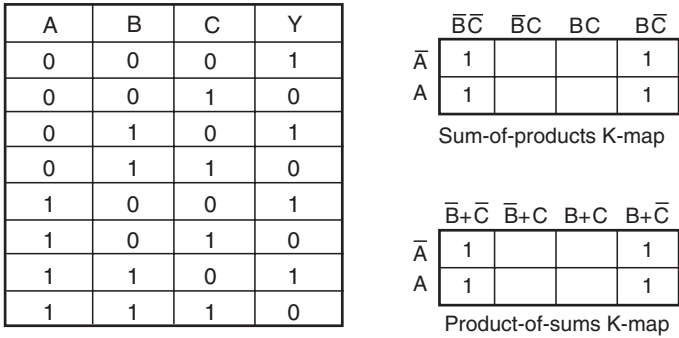 A B C Y
0 0 0 1
0 0 1 0
0 1 0 1
0 1 1 0
1 0 0 1
1 0 1 0
1 1 0 1
1 1 1 0
B̅C̅ B̅C BC BC̅
A̅ 1 1
A 1 1
Sum-of-products K-map
B̅+C̅ B̅+C B+C B+C̅
A̅ 1 1
A 1 1
Product-of-sums K-map